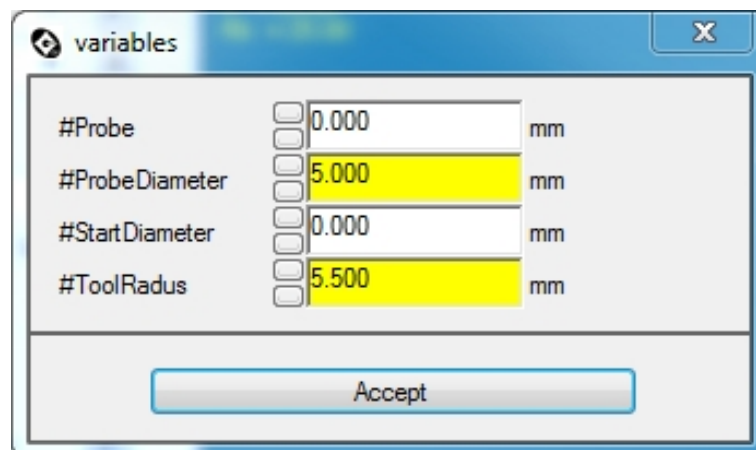 variables
#Probe 0.000 mm
#ProbeDiameter 5.000 mm
#StartDiameter 0.000 mm
#ToolRadus 5.500 mm
Accept